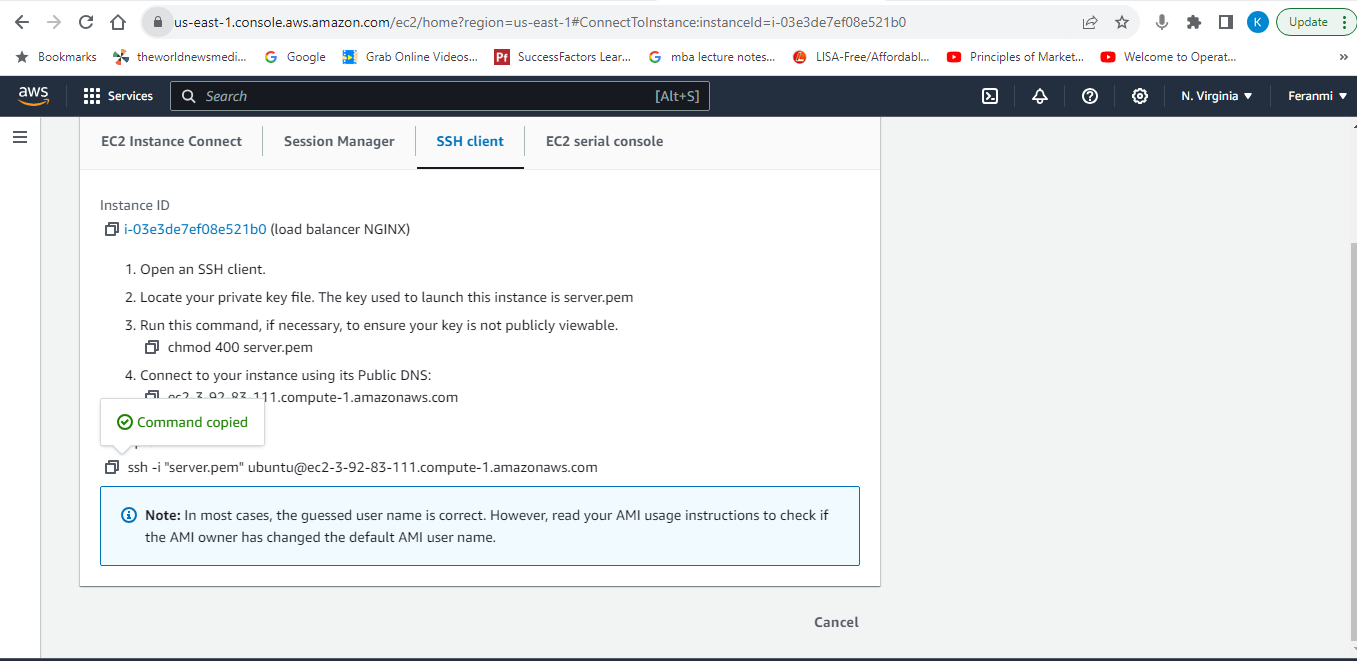 us-east-1.console.aws.amazon.com/ec2/home?region=us-east-1#ConnectToInstance:instanceId=i-03e3de7ef08e521b0
K
Update
Bookmarks
theworldnewsmedi...
Google
Grab Online Videos...
SuccessFactors Lear...
mba lecture notes...
LISA-Free/Affordabl...
Principles of Market...
Welcome to Operat...
»
aws
Services
Search
[Alt+S]
N. Virginia
Feranmi
EC2 Instance Connect
Session Manager
SSH client
EC2 serial console
Instance ID
i-03e3de7ef08e521b0 (load balancer NGINX)
1. Open an SSH client.
2. Locate your private key file. The key used to launch this instance is server.pem
3. Run this command, if necessary, to ensure your key is not publicly viewable.
chmod 400 server.pem
4. Connect to your instance using its Public DNS:
ec2-3-92-83-111.compute-1.amazonaws.com
Command copied
ssh -i "server.pem" ubuntu@ec2-3-92-83-111.compute-1.amazonaws.com
Note: In most cases, the guessed user name is correct. However, read your AMI usage instructions to check if
the AMI owner has changed the default AMI user name.
Cancel